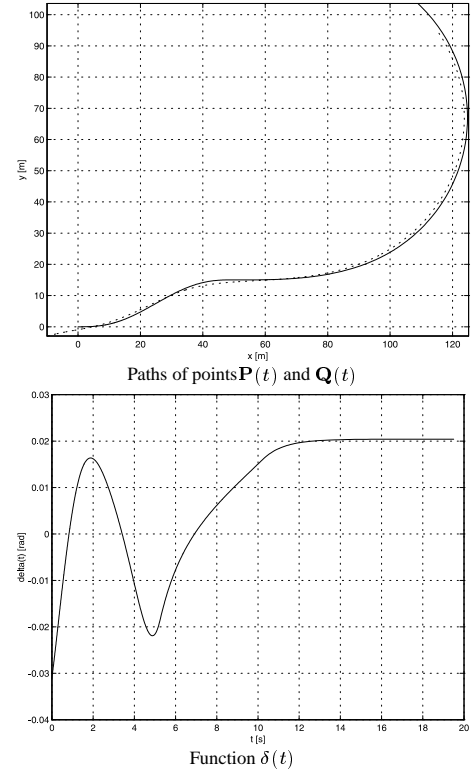 100
90
80
70
60
50
40
30
20
10
0
y [m]
0 20 40 60 80 100 120
x [m]
Paths of points P(t) and Q(t)
0.03
0.02
0.01
0
-0.01
-0.02
-0.03
-0.04
delta(t) [rad]
0 2 4 6 8 10 12 14 16 18 20
t [s]
Function δ(t)